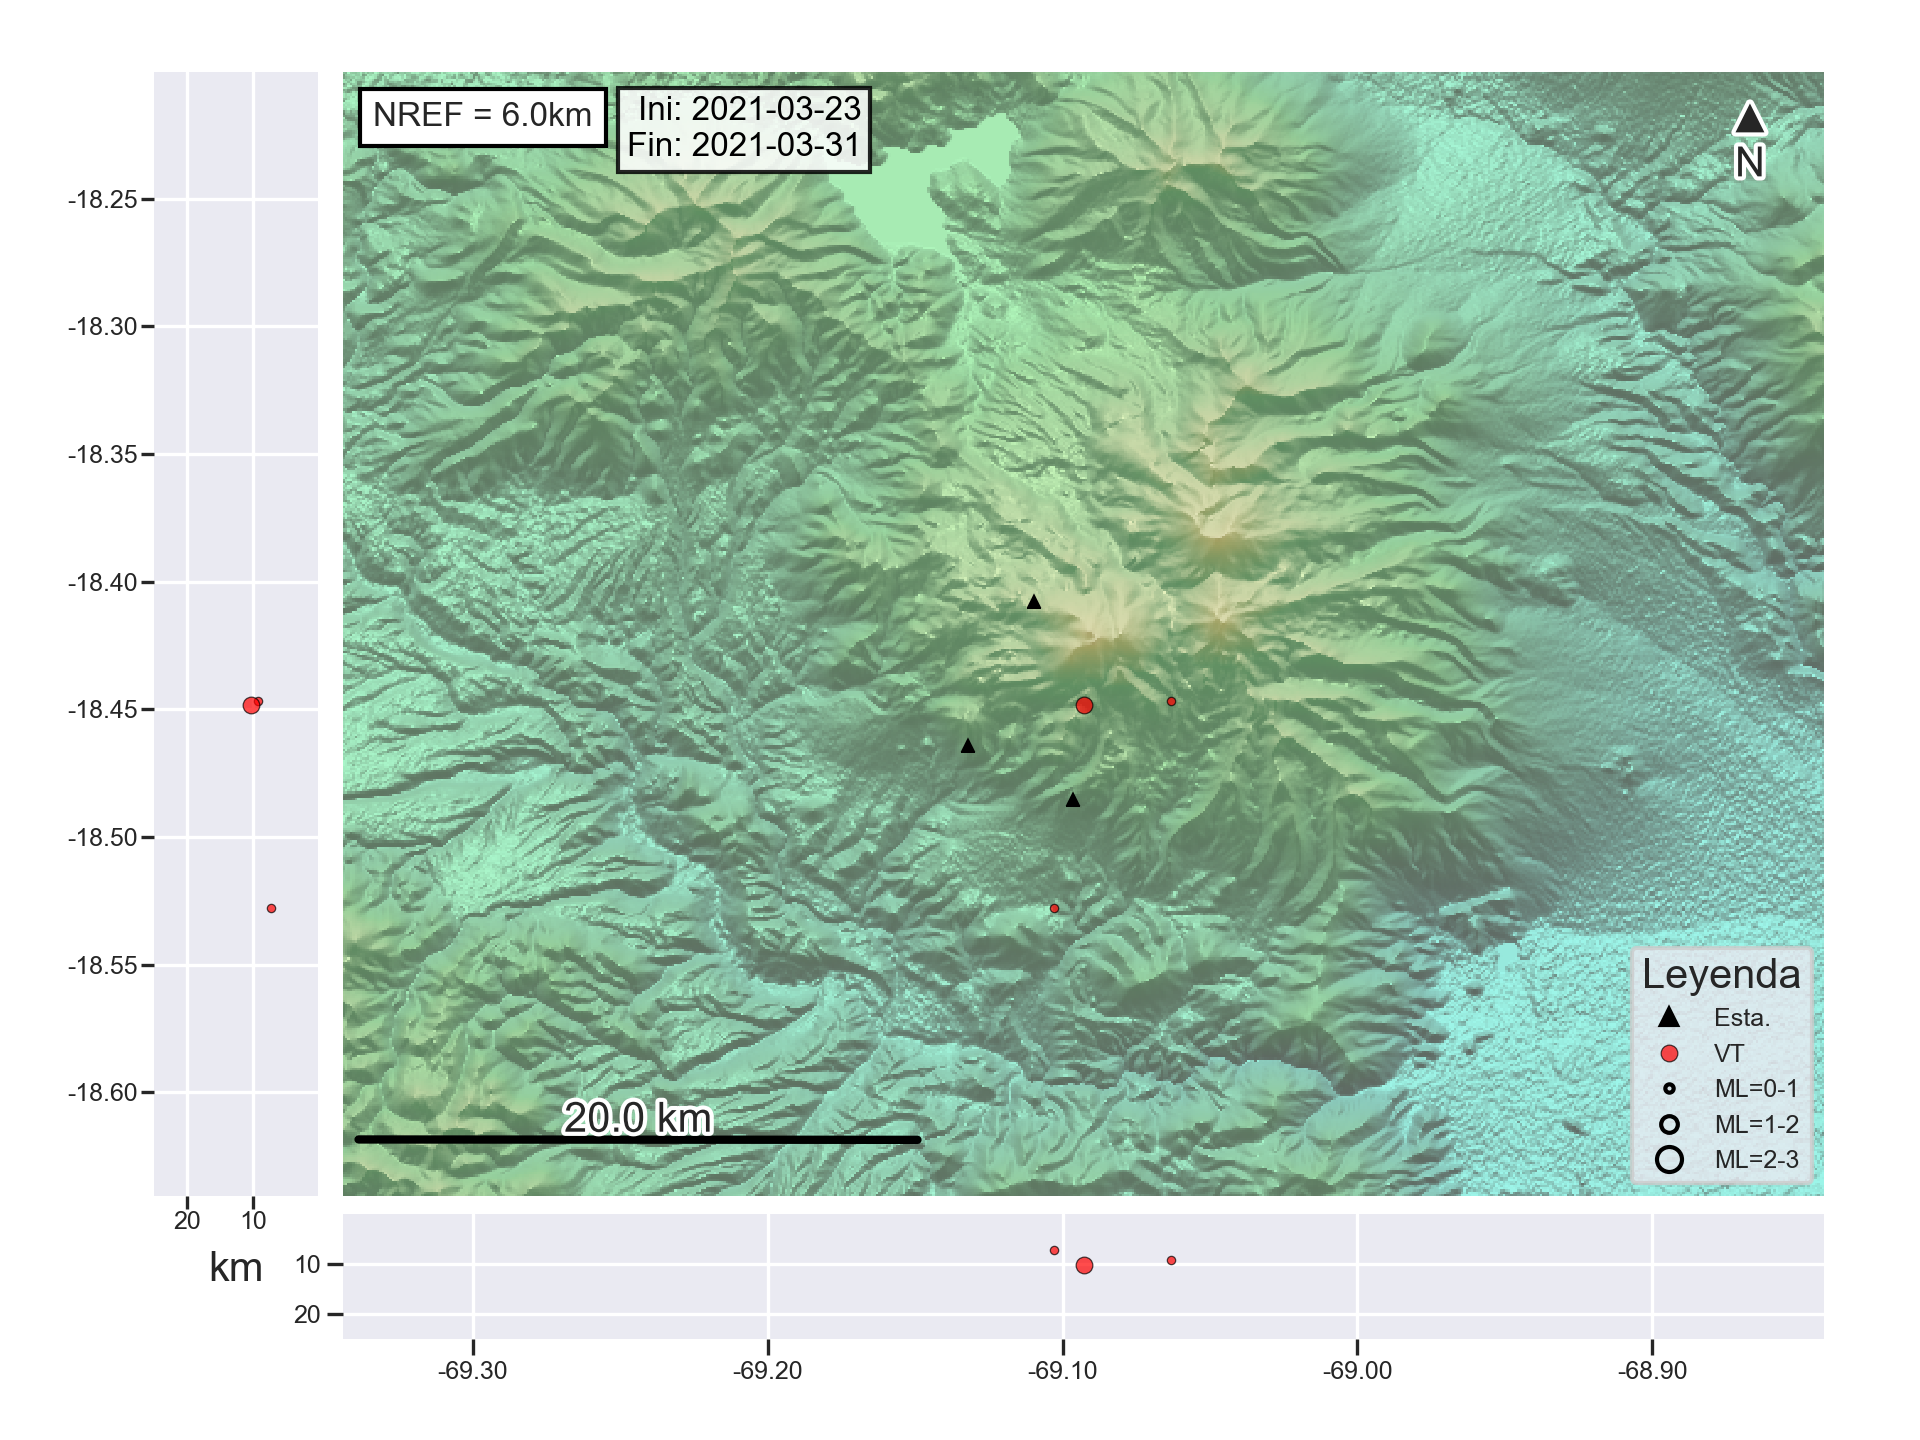 NREF = 6.0km
Ini: 2021-03-23
Fin: 2021-03-31
N
-18.25
-18.30
-18.35
-18.40
-18.45
-18.50
-18.55
-18.60
20 10
km
20.0 km
Leyenda
Esta.
VT
ML=0-1
ML=1-2
ML=2-3
10
20
-69.30 -69.20 -69.10 -69.00 -68.90